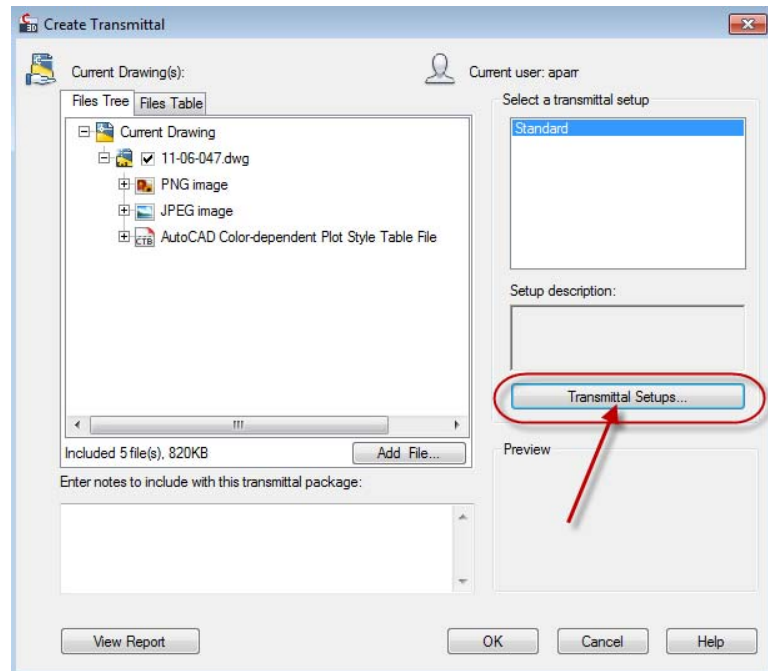 Create Transmittal
Current Drawing(s):
Current user: aparr
Files Tree
Files Table
Current Drawing
11-06-047.dwg
PNG image
JPEG image
CTB
AutoCAD Color-dependent Plot Style Table File
Included 5 file(s), 820KB
Add File...
Select a transmittal setup
Standard
Setup description:
Transmittal Setups...
Preview
Enter notes to include with this transmittal package:
View Report
OK
Cancel
Help